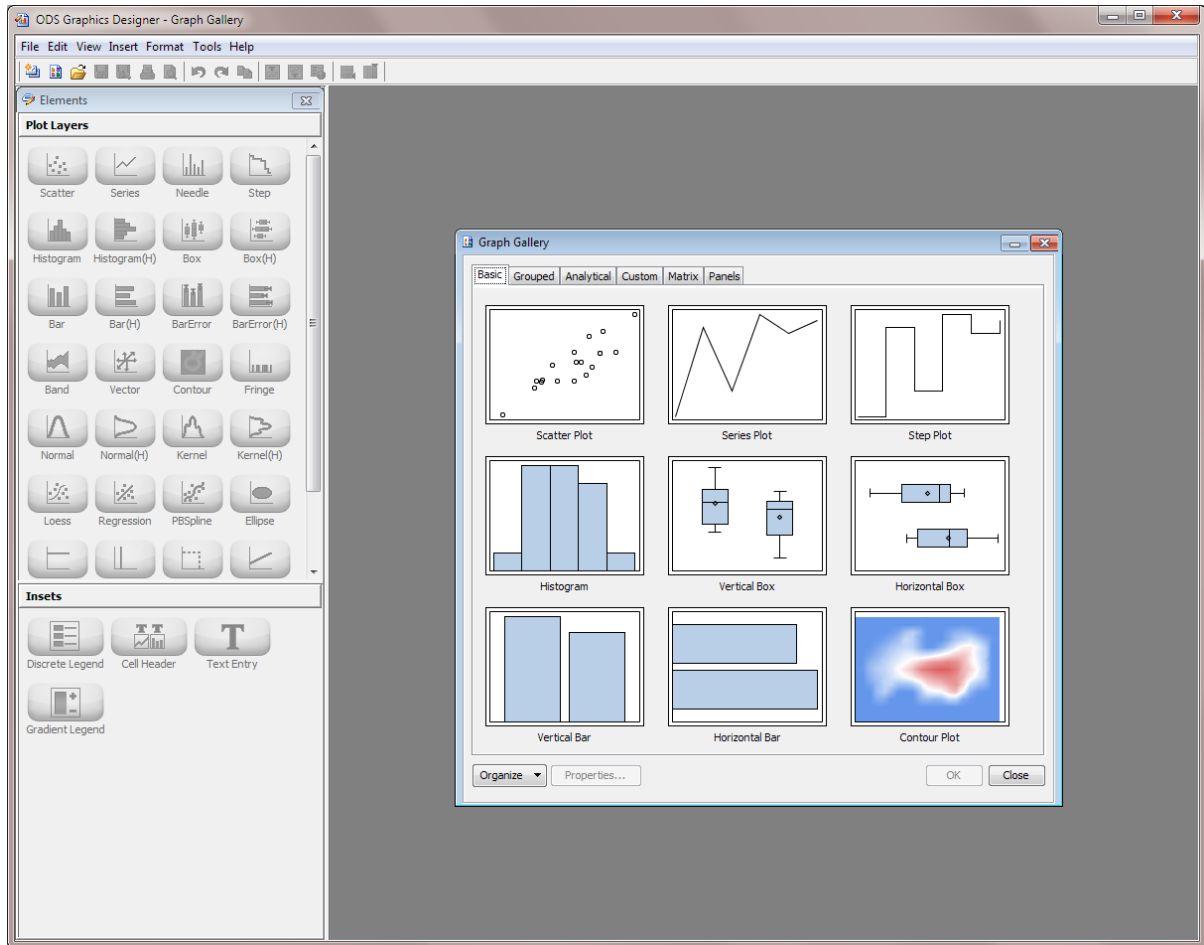 ODS Graphics Designer - Graph Gallery
File Edit View Insert Format Tools Help
Elements
Plot Layers
Scatter Series Needle Step
Histogram Histogram(H) Box Box(H)
Bar Bar(H) BarError BarError(H)
Band Vector Contour Fringe
Normal Normal(H) Kernel Kernel(H)
Loess Regression PBSpline Ellipse
Insets
Discrete Legend Cell Header Text Entry
Gradient Legend
Graph Gallery
Basic Grouped Analytical Custom Matrix Panels
Scatter Plot Series Plot Step Plot
Histogram Vertical Box Horizontal Box
Vertical Bar Horizontal Bar Contour Plot
Organize Properties... OK Close